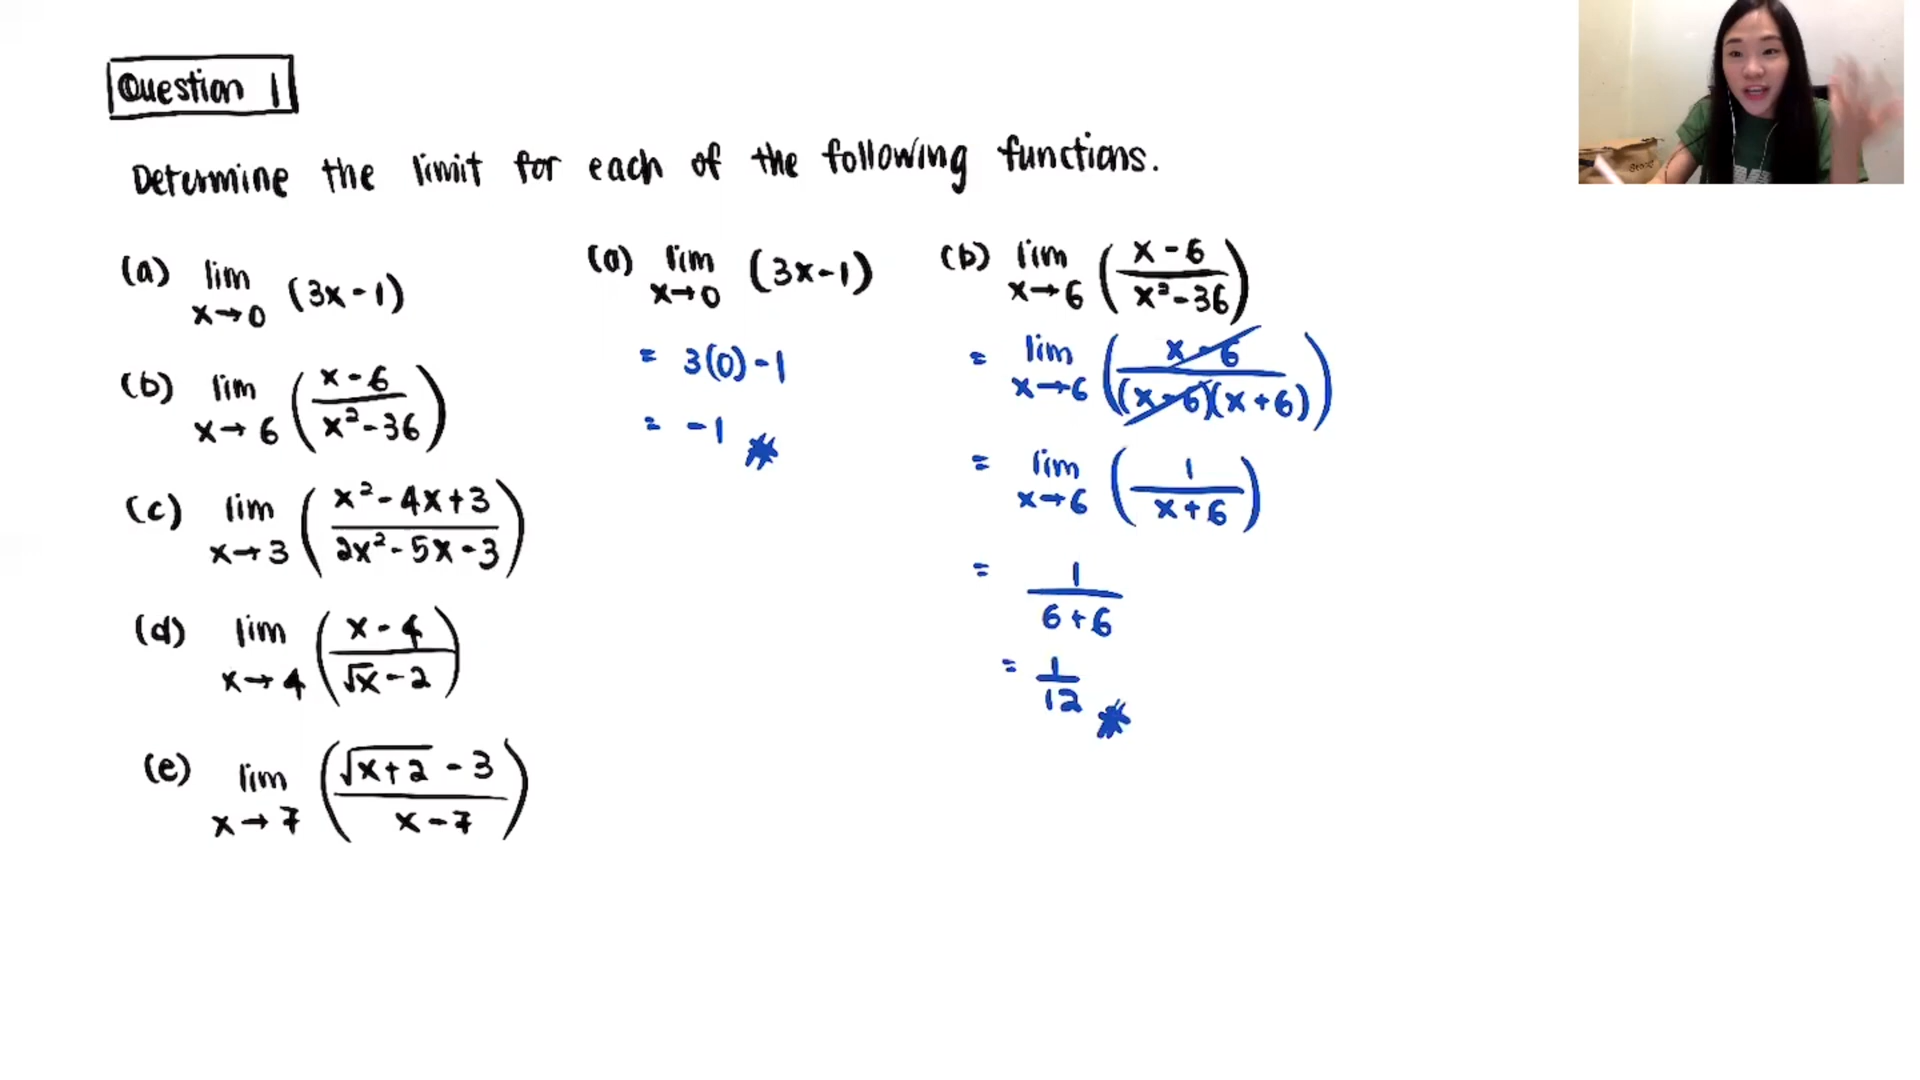 Question 1
Determine the limit for each of the following functions.
(a) lim x→0 (3x-1)
(b) lim x→6 ((x-6)/(x²-36))
(c) lim x→3 ((x²-4x+3)/(2x²-5x-3))
(d) lim x→4 ((x-4)/(√x-2))
(e) lim x→7 ((√(x+2) -3)/(x-7))
(a) lim x→0 (3x-1)
= 3(0)-1
= -1
(b) lim x→6 ((x-6)/(x²-36))
= lim x→6 ((x-6)/((x-6)(x+6)))
= lim x→6 (1/(x+6))
= 1/(6+6)
= 1/12